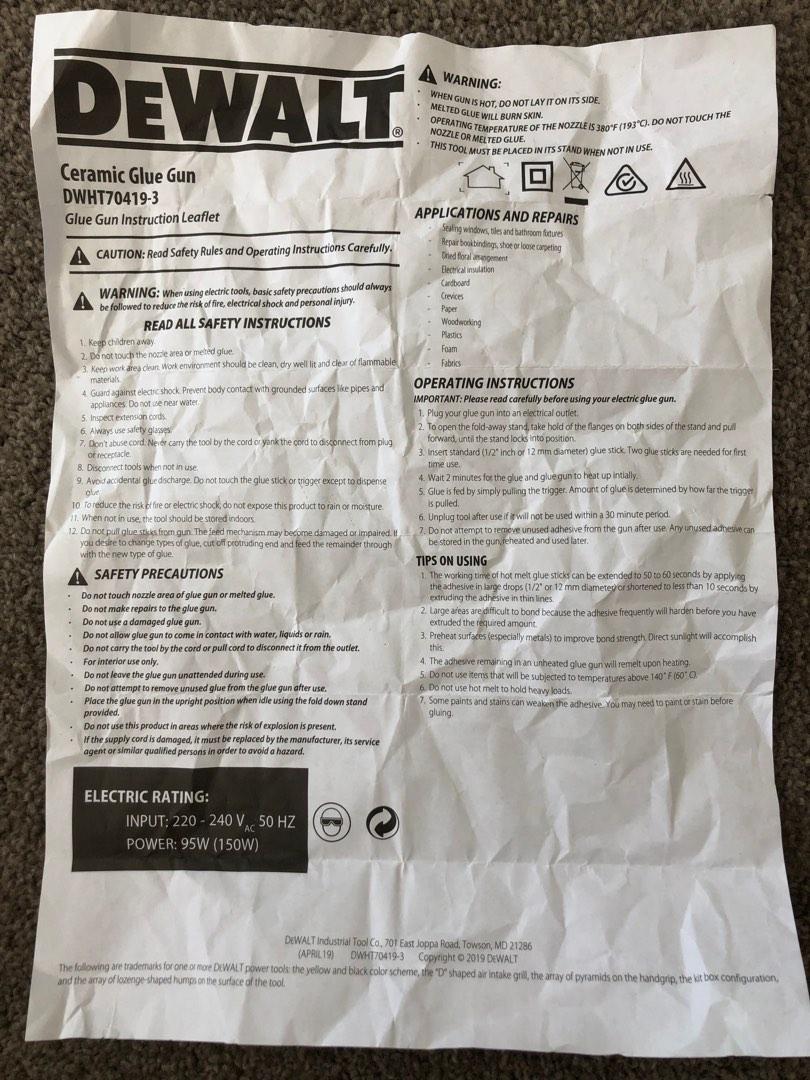 DEWALT®
Ceramic Glue Gun
DWHT70419-3
Glue Gun Instruction Leaflet
CAUTION: Read Safety Rules and Operating Instructions Carefully.
WARNING: When using electric tools, basic safety precautions should always
be followed to reduce the risk of fire, electrical shock and personal injury.
READ ALL SAFETY INSTRUCTIONS
1. Keep children away.
2. Do not touch the nozzle area or melted glue.
3. Keep work area clean. Work environment should be clean, dry well lit and clear of flammable
materials.
4. Guard against electric shock. Prevent body contact with grounded surfaces like pipes and
appliances. Do not use near water.
5. Inspect extension cords.
6. Always use safety glasses.
7. Don't abuse cord. Never carry the tool by the cord or yank the cord to disconnect from plug
or receptacle.
8. Disconnect tools when not in use.
9. Avoid accidental glue discharge. Do not touch the glue stick or trigger except to dispense
glue.
10. To reduce the risk of fire or electric shock, do not expose this product to rain or moisture.
11. When not in use, the tool should be stored indoors.
12. Do not pull glue sticks from gun. The feed mechanism may become damaged or impaired. If
you desire to change types of glue, cut off protruding end and feed the remainder through
with the new type of glue.
SAFETY PRECAUTIONS
· Do not touch nozzle area of glue gun or melted glue.
· Do not make repairs to the glue gun.
· Do not use a damaged glue gun.
· Do not allow glue gun to come in contact with water, liquids or rain.
· Do not carry the tool by the cord or pull cord to disconnect it from the outlet.
· For interior use only.
· Do not leave the glue gun unattended during use.
· Do not attempt to remove unused glue from the glue gun after use.
· Place the glue gun in the upright position when idle using the fold down stand
provided.
· Do not use this product in areas where the risk of explosion is present.
· If the supply cord is damaged, it must be replaced by the manufacturer, its service
agent or similar qualified persons in order to avoid a hazard.
ELECTRIC RATING:
INPUT: 220 - 240 VAC 50 HZ
POWER: 95W (150W)
WARNING:
· WHEN GUN IS HOT, DO NOT LAY IT ON ITS SIDE.
· MELTED GLUE WILL BURN SKIN.
· OPERATING TEMPERATURE OF THE NOZZLE IS 380°F (193°C). DO NOT TOUCH THE
NOZZLE OR MELTED GLUE.
· THIS TOOL MUST BE PLACED IN ITS STAND WHEN NOT IN USE.
APPLICATIONS AND REPAIRS
- Sealing windows, tiles and bathroom fixtures
- Repair bookbindings, shoe or loose carpeting
- Dried floral arrangement
- Electrical insulation
- Cardboard
- Crevices
- Paper
- Woodworking
- Plastics
- Foam
- Fabrics
OPERATING INSTRUCTIONS
IMPORTANT: Please read carefully before using your electric glue gun.
1. Plug your glue gun into an electrical outlet.
2. To open the fold-away stand, take hold of the flanges on both sides of the stand and pull
forward, until the stand locks into position.
3. Insert standard (1/2" inch or 12 mm diameter) glue stick. Two glue sticks are needed for first
time use.
4. Wait 2 minutes for the glue and glue gun to heat up intially.
5. Glue is fed by simply pulling the trigger. Amount of glue is determined by how far the trigger
is pulled.
6. Unplug tool after use if it will not be used within a 30 minute period.
7. Do not attempt to remove unused adhesive from the gun after use. Any unused adhesive can
be stored in the gun, reheated and used later.
TIPS ON USING
1. The working time of hot melt glue sticks can be extended to 50 to 60 seconds by applying
the adhesive in large drops (1/2" or 12 mm diameter) or shortened to less than 10 seconds by
extruding the adhesive in thin lines.
2. Large areas are difficult to bond because the adhesive frequently will harden before you have
extruded the required amount.
3. Preheat surfaces (especially metals) to improve bond strength. Direct sunlight will accomplish
this.
4. The adhesive remaining in an unheated glue gun will remelt upon heating.
5. Do not use items that will be subjected to temperatures above 140° F (60° C).
6. Do not use hot melt to hold heavy loads.
7. Some paints and stains can weaken the adhesive. You may need to paint or stain before
gluing.
DEWALT Industrial Tool Co., 701 East Joppa Road, Towson, MD 21286
(APRIL 19) DWHT70419-3 Copyright © 2019 DEWALT
The following are trademarks for one or more DEWALT power tools: the yellow and black color scheme, the "D" shaped air intake grill, the array of pyramids on the handgrip, the kit box configuration,
and the array of lozenge-shaped humps on the surface of the tool.